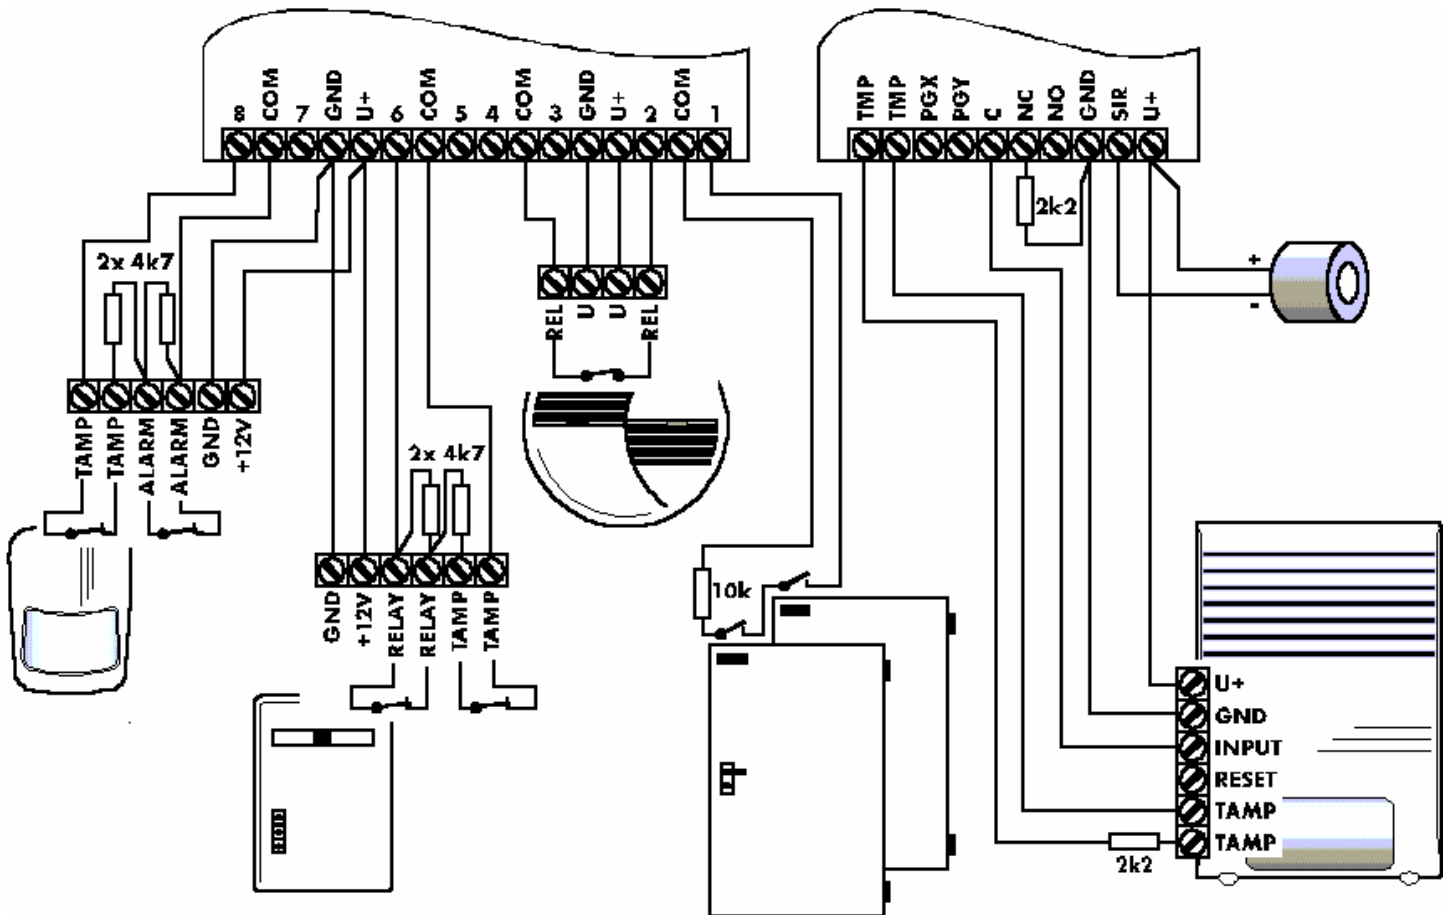 8 COM 7 GND U+ 6 COM 5 4 COM 3 GND U+ 2 COM 1
TMP TMP PGX PGY C NC NO GND SIR U+
2k2
+
-
2x 4k7
REL U U REL
TAMP TAMP ALARM ALARM GND +12V
2x 4k7
10k
GND +12V RELAY RELAY TAMP TAMP
U+
GND
INPUT
RESET
TAMP
TAMP
2k2